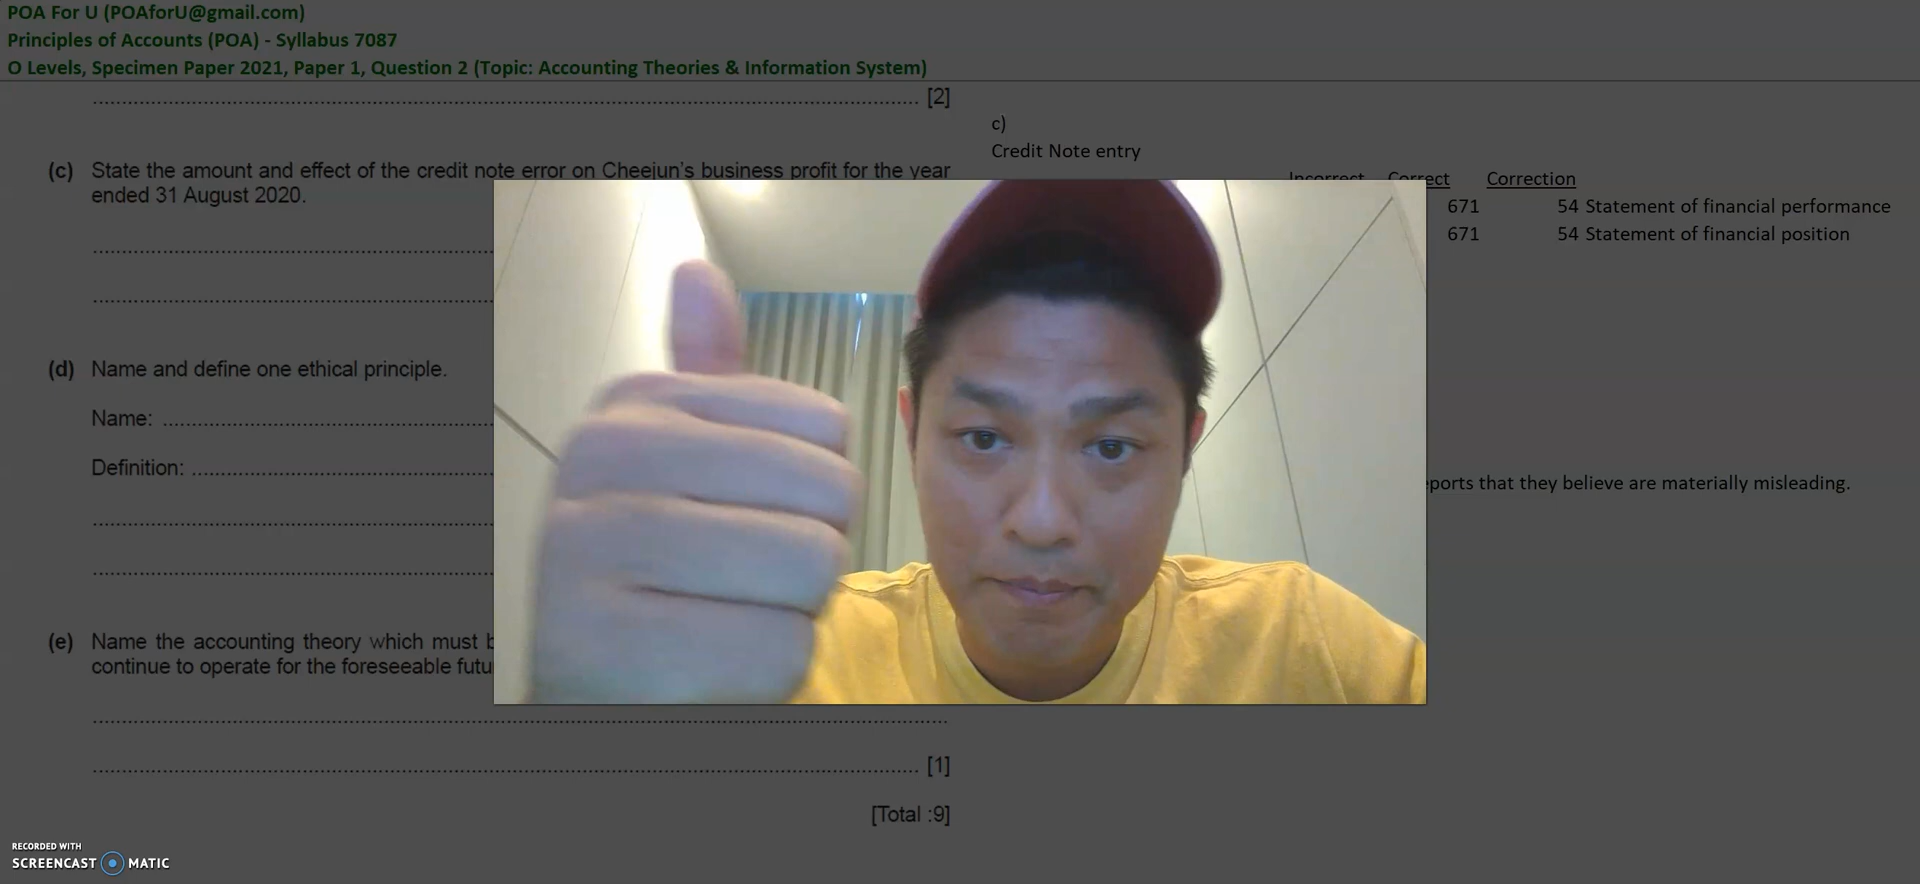 POA For U (POAforU@gmail.com)
Principles of Accounts (POA) - Syllabus 7087
O Levels, Specimen Paper 2021, Paper 1, Question 2 (Topic: Accounting Theories & Information System)
[2]
(c) State the amount and effect of the credit note error on Cheejun's business profit for the year
ended 31 August 2020.
(d) Name and define one ethical principle.
Name:
Definition:
(e) Name the accounting theory which must
continue to operate for the foreseeable
[1]
[Total :9]
c)
Credit Note entry
Incorrect Correct Correction
671 54 Statement of financial performance
671 54 Statement of financial position
that they believe are materially misleading.
RECORDED WITH
SCREENCAST MATIC